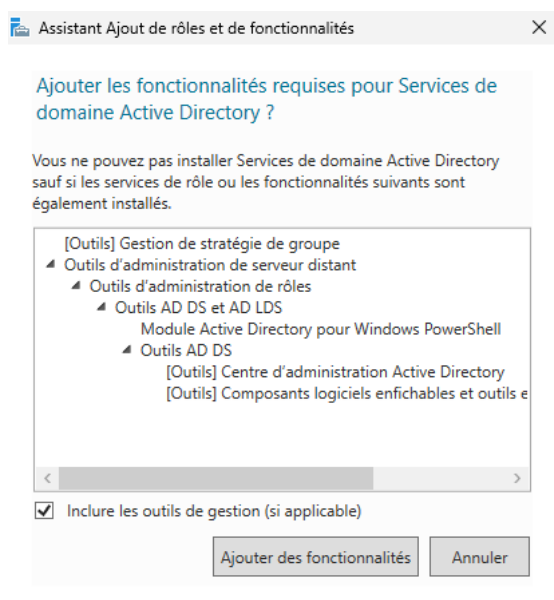 Assistant Ajout de rôles et de fonctionnalités
Ajouter les fonctionnalités requises pour Services de
domaine Active Directory ?
Vous ne pouvez pas installer Services de domaine Active Directory
sauf si les services de rôle ou les fonctionnalités suivants sont
également installés.
[Outils] Gestion de stratégie de groupe
Outils d'administration de serveur distant
Outils d'administration de rôles
Outils AD DS et AD LDS
Module Active Directory pour Windows PowerShell
Outils AD DS
[Outils] Centre d'administration Active Directory
[Outils] Composants logiciels enfichables et outils e
Inclure les outils de gestion (si applicable)
Ajouter des fonctionnalités
Annuler